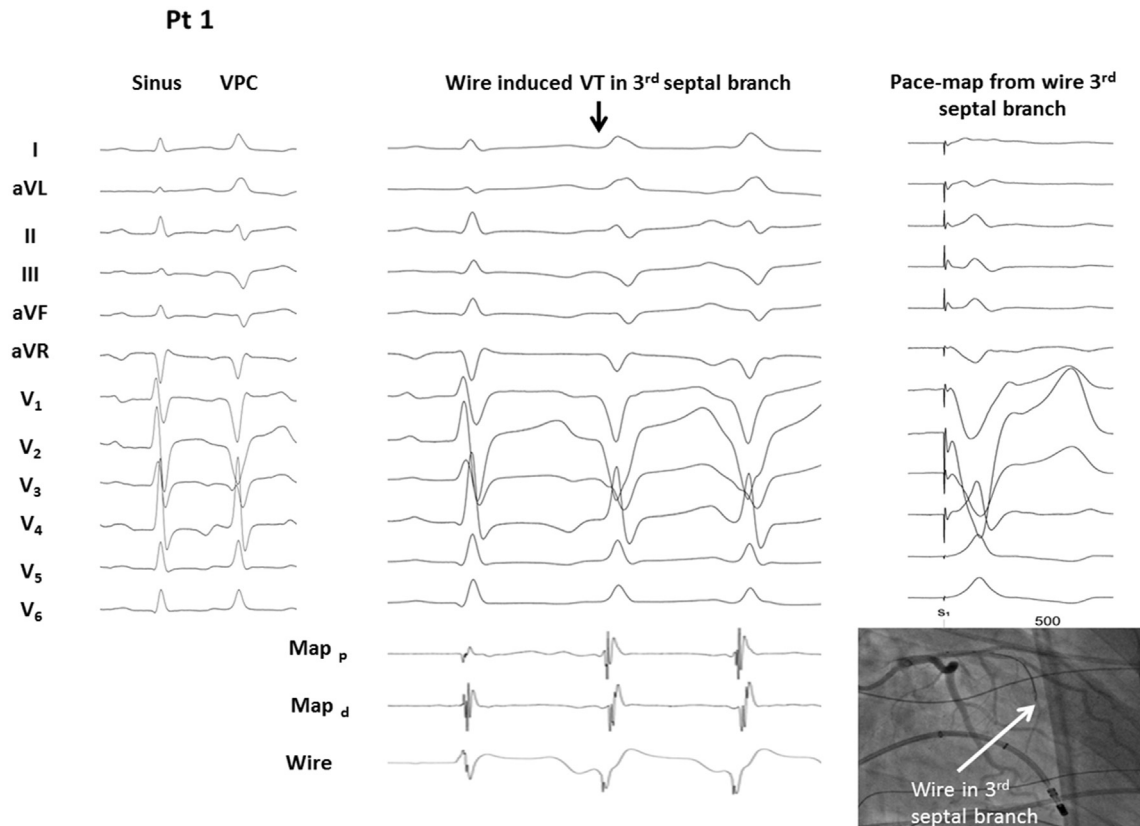 Pt 1
Sinus VPC
Wire induced VT in 3rd septal branch
Pace-map from wire 3rd
septal branch
I
aVL
II
III
aVF
aVR
V1
V2
V3
V4
V5
V6
S1
500
Map p
Map d
Wire
Wire in 3rd
septal branch